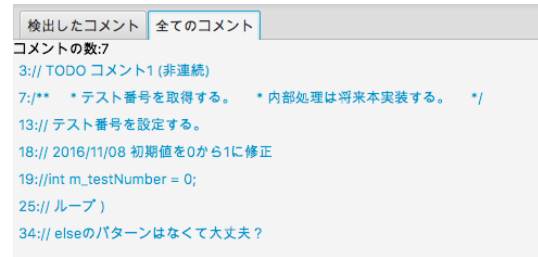 検出したコメント 全てのコメント
コメントの数:7
3:// TODO コメント1 (非連続)
7:/** * テスト番号を取得する。 * 内部処理は将来本実装する。 */
13:// テスト番号を設定する。
18:// 2016/11/08 初期値を0から1に修正
19://int m_testNumber = 0;
25:// ループ )
34:// elseのパターンはなくて大丈夫？